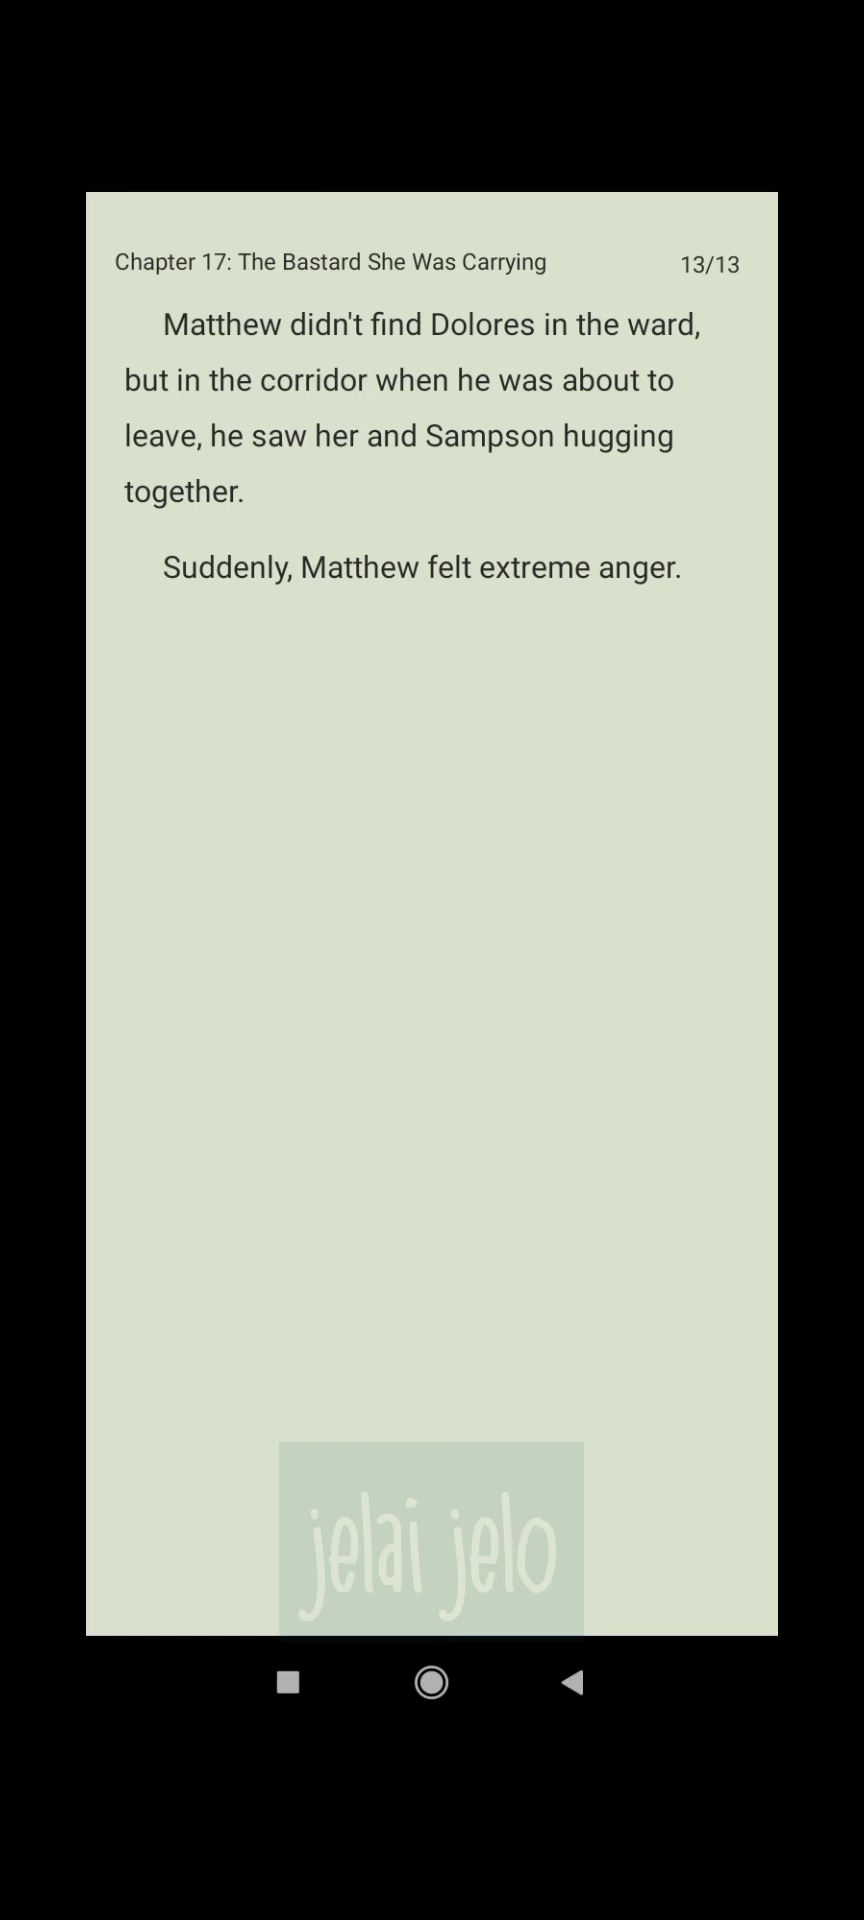 Chapter 17: The Bastard She Was Carrying 13/13
Matthew didn't find Dolores in the ward,
but in the corridor when he was about to
leave, he saw her and Sampson hugging
together.
Suddenly, Matthew felt extreme anger.
jelai jelo